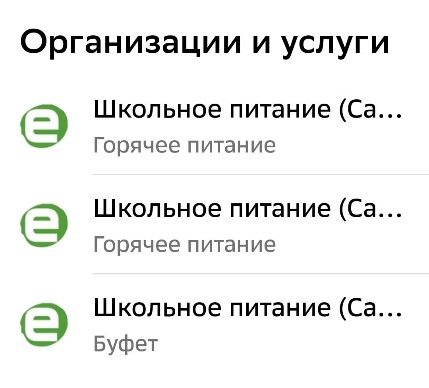 Организации и услуги
Школьное питание (Са...
Горячее питание
Школьное питание (Са...
Горячее питание
Школьное питание (Са...
Буфет